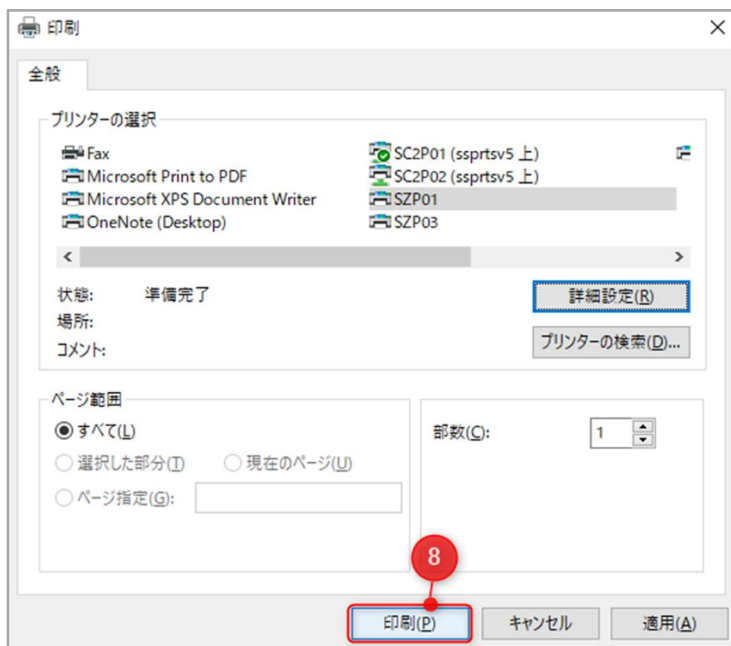 印刷
全般
プリンターの選択
Fax
SC2P01 (ssprtsv5 上)
Microsoft Print to PDF
SC2P02 (ssprtsv5 上)
Microsoft XPS Document Writer
SZP01
OneNote (Desktop)
SZP03
状態: 準備完了
詳細設定(R)
場所:
コメント:
プリンターの検索(D)...
ページ範囲
すべて(L)
部数(C): 1
選択した部分(T) 現在のページ(U)
ページ指定(G):
8
印刷(P) キャンセル 適用(A)